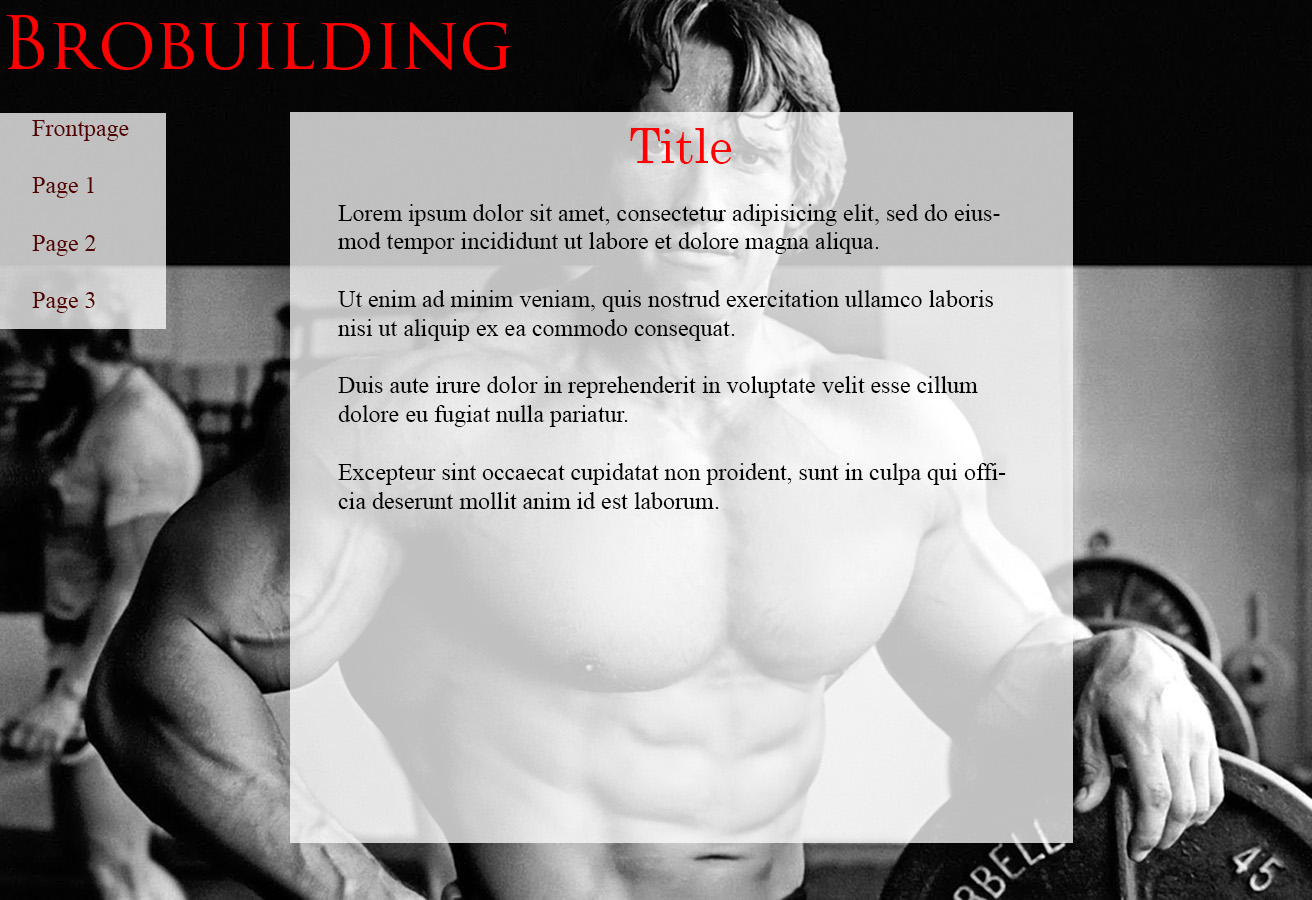 BROBUILDING
Frontpage
Page 1
Page 2
Page 3
Title
Lorem ipsum dolor sit amet, consectetur adipisicing elit, sed do eius-
mod tempor incididunt ut labore et dolore magna aliqua.
Ut enim ad minim veniam, quis nostrud exercitation ullamco laboris
nisi ut aliquip ex ea commodo consequat.
Duis aute irure dolor in reprehenderit in voluptate velit esse cillum
dolore eu fugiat nulla pariatur.
Excepteur sint occaecat cupidatat non proident, sunt in culpa qui offi-
cia deserunt mollit anim id est laborum.
RBELL
45